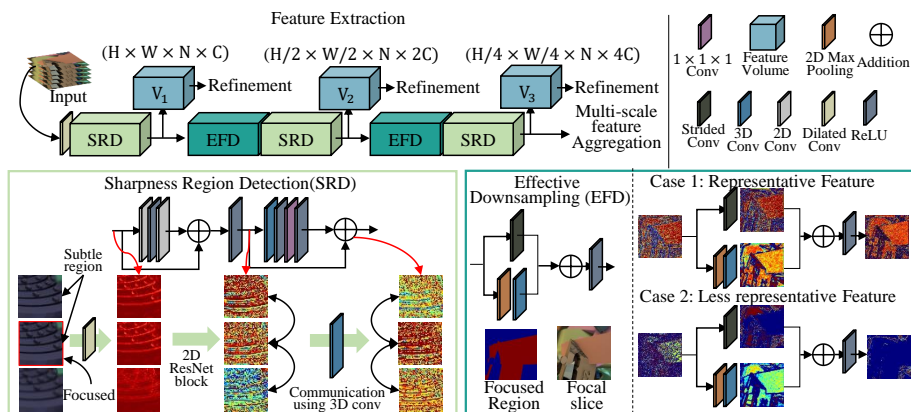 Feature Extraction
(H × W × N × C)
(H/2 × W/2 × N × 2C)
(H/4 × W/4 × N × 4C)
Input
V1
Refinement
V2
Refinement
V3
Refinement
SRD
EFD
SRD
EFD
SRD
Multi-scale
feature
Aggregation
1 × 1 × 1
Conv
Feature
Volume
2D Max
Pooling
Addition
Strided
Conv
3D
Conv
2D
Conv
Dilated
Conv
ReLU
Sharpness Region Detection(SRD)
Subtle
region
Focused
2D
ResNet
block
Communication
using 3D conv
Effective
Downsampling (EFD)
Focused
Region
Focal
slice
Case 1: Representative Feature
Case 2: Less representative Feature